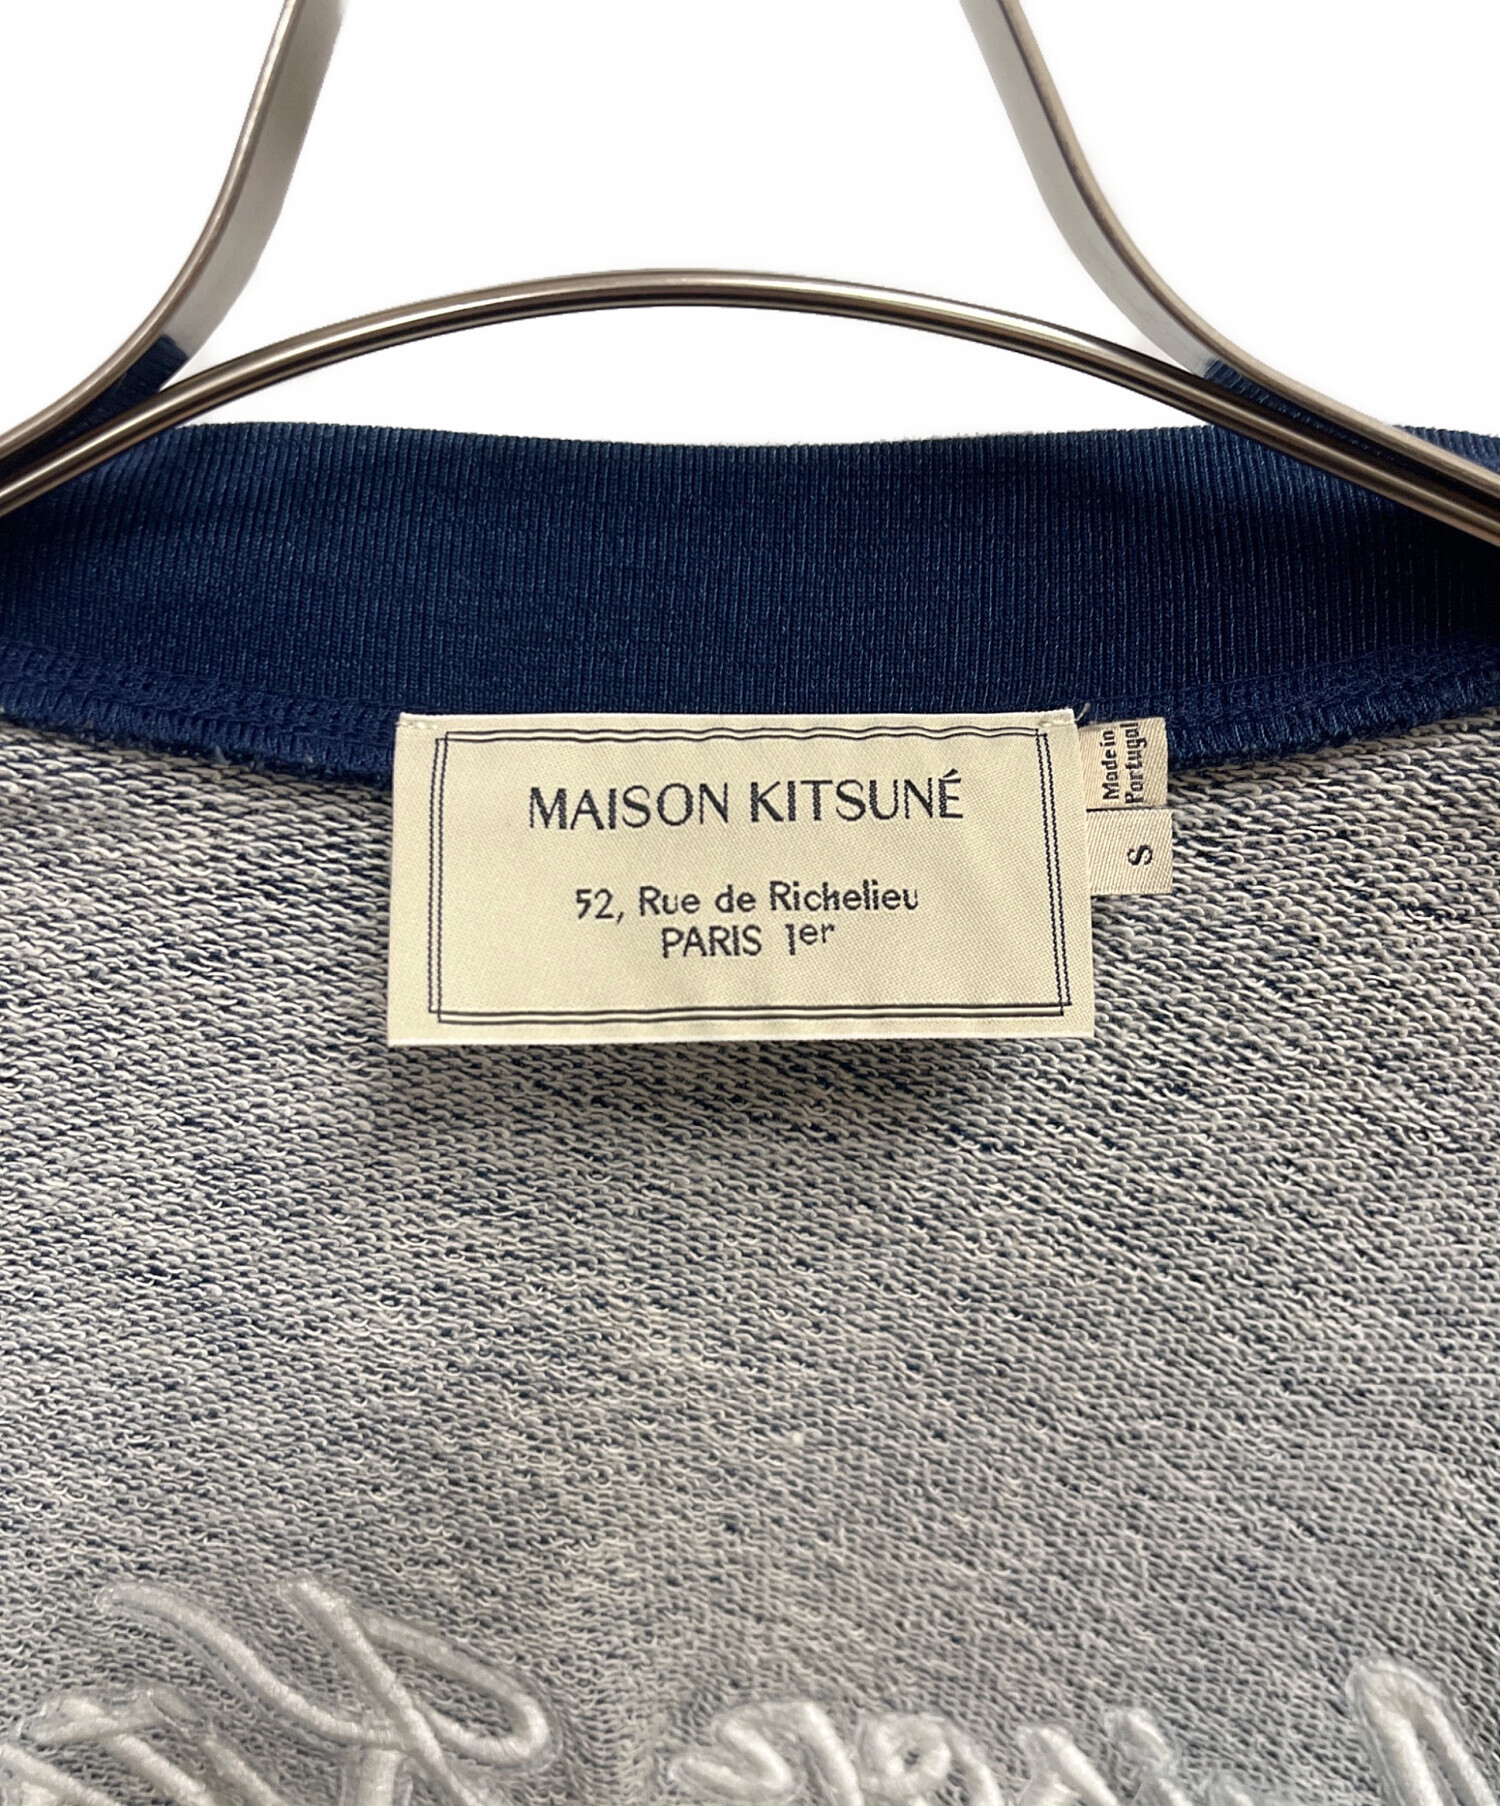 MAISON KITSUNÉ
52, Rue de Richelieu
PARIS 1er
Made in
Portugal
S